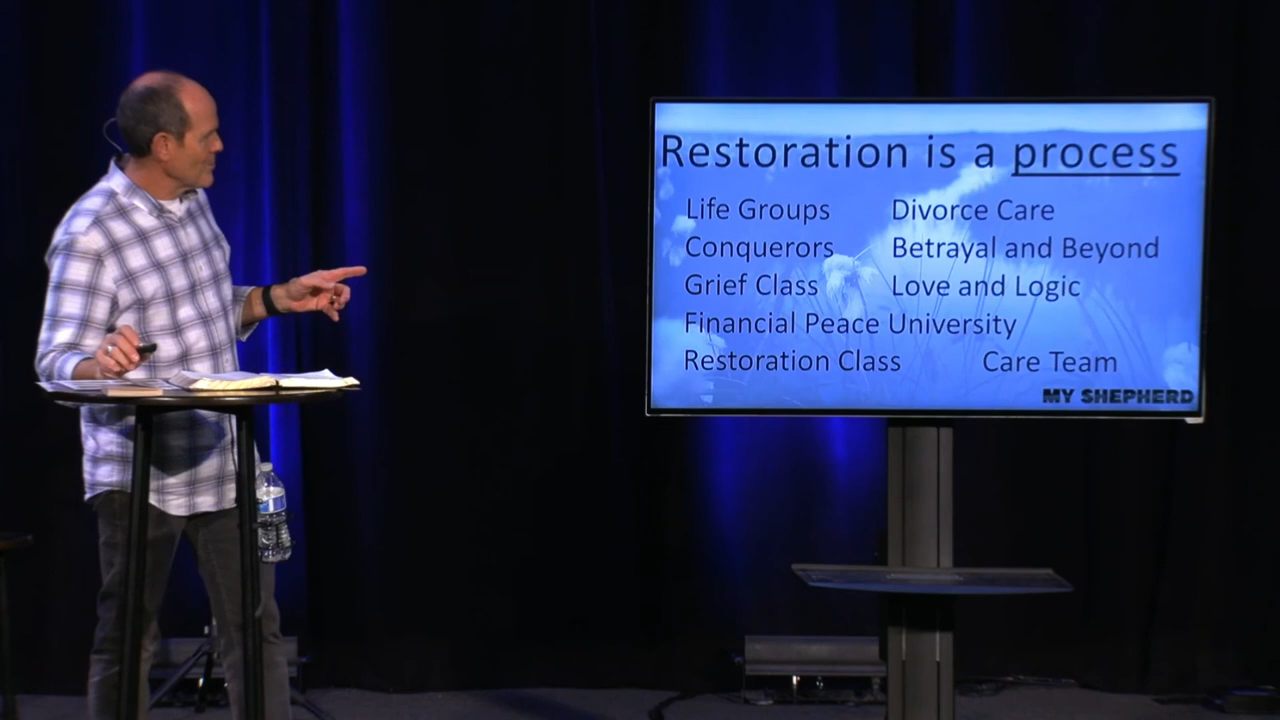 Restoration is a process
Life Groups Divorce Care
Conquerors Betrayal and Beyond
Grief Class Love and Logic
Financial Peace University
Restoration Class Care Team
MY SHEPHERD